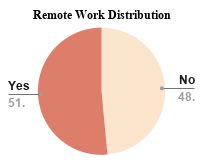 Remote Work Distribution
Yes
51.
No
48.